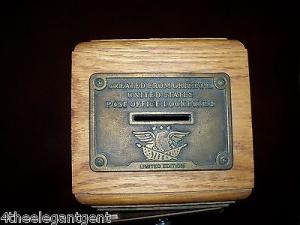 CREATED FROM ORIGINAL
UNITED STATES
POST OFFICE LOCKBOXES
LIMITED EDITION
4theelegantgent